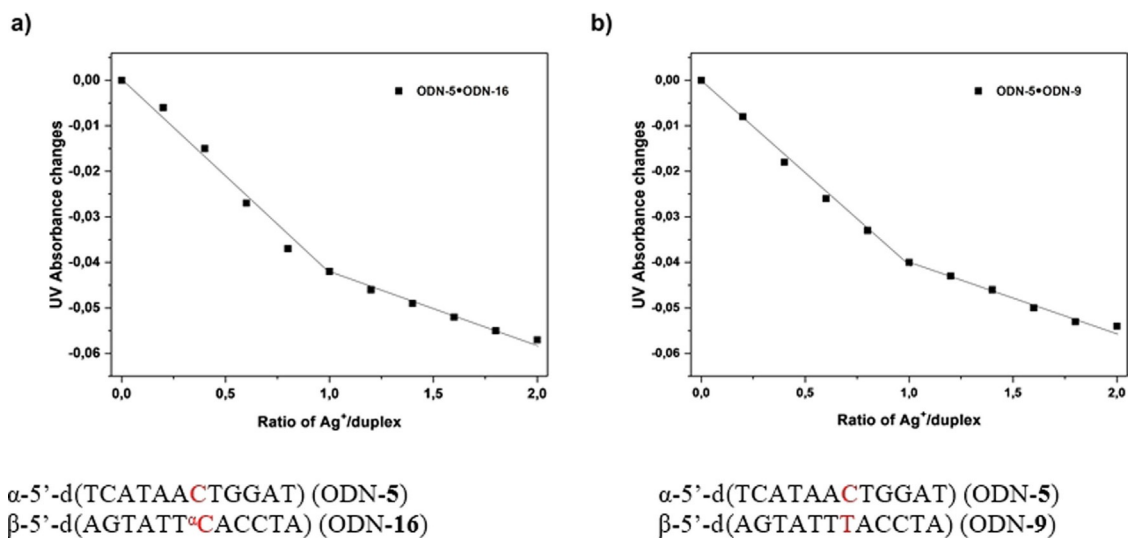 a)
0,00
-0,01
-0,02
-0,03
-0,04
-0,05
-0,06
UV Absorbance changes
ODN-5•ODN-16
0,0 0,5 1,0 1,5 2,0
Ratio of Ag⁺/duplex
α-5’-d(TCATAACTGGAT) (ODN-5)
β-5’-d(AGTATTᵅCACCTA) (ODN-16)
b)
0,00
-0,01
-0,02
-0,03
-0,04
-0,05
-0,06
UV Absorbance changes
ODN-5•ODN-9
0,0 0,5 1,0 1,5 2,0
Ratio of Ag⁺/duplex
α-5’-d(TCATAACTGGAT) (ODN-5)
β-5’-d(AGTATTTACCTA) (ODN-9)